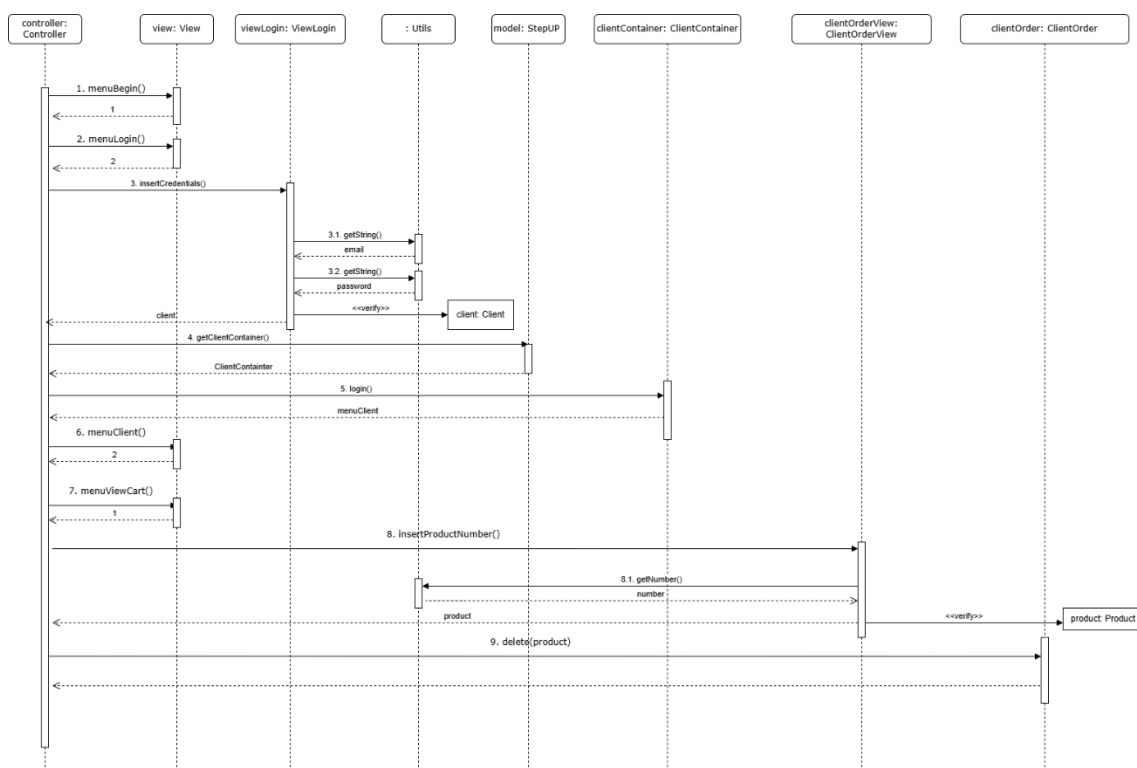 controller:
Controller
view: View
viewLogin: ViewLogin
: Utils
model: StepUP
clientContainer: ClientContainer
clientOrderView:
ClientOrderView
clientOrder: ClientOrder
1. menuBegin()
1
2. menuLogin()
2
3. insertCredentials()
3.1. getString()
email
3.2. getString()
password
<<verify>>
client: Client
client
4. getClientContainer()
ClientContainter
5. login()
menuClient
6. menuClient()
2
7. menuViewCart()
1
8. insertProductNumber()
8.1. getNumber()
number
product
<<verify>>
product: Product
9. delete(product)